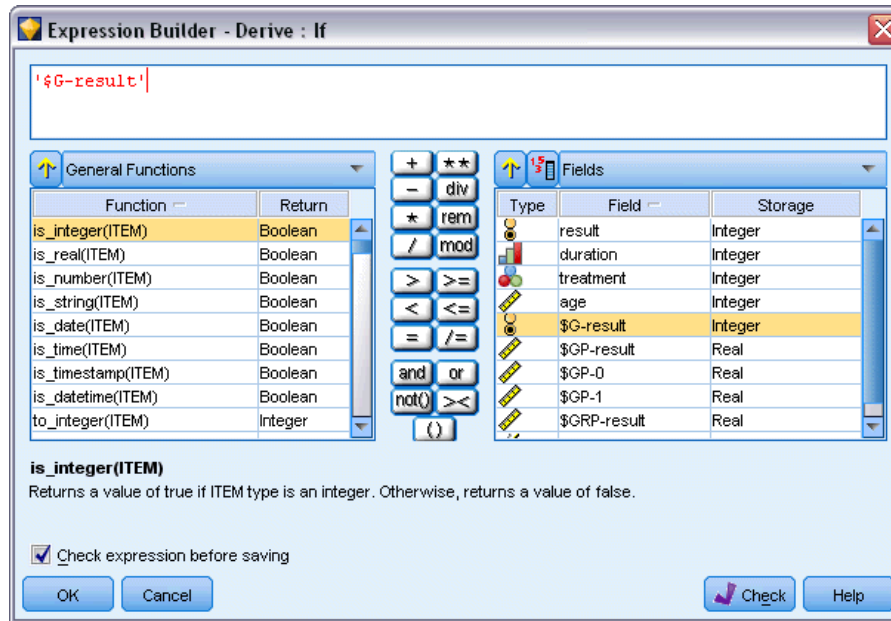 Expression Builder - Derive : If
'$G-result'
General Functions
Function Return
is_integer(ITEM) Boolean
is_real(ITEM) Boolean
is_number(ITEM) Boolean
is_string(ITEM) Boolean
is_date(ITEM) Boolean
is_time(ITEM) Boolean
is_timestamp(ITEM) Boolean
is_datetime(ITEM) Boolean
to_integer(ITEM) Integer
+ **
- div
* rem
/ mod
> >=
< <=
= /=
and or
not() ><
()
Fields
Type Field Storage
result Integer
duration Integer
treatment Integer
age Integer
$G-result Integer
$GP-result Real
$GP-0 Real
$GP-1 Real
$GRP-result Real
is_integer(ITEM)
Returns a value of true if ITEM type is an integer. Otherwise, returns a value of false.
Check expression before saving
OK Cancel Check Help